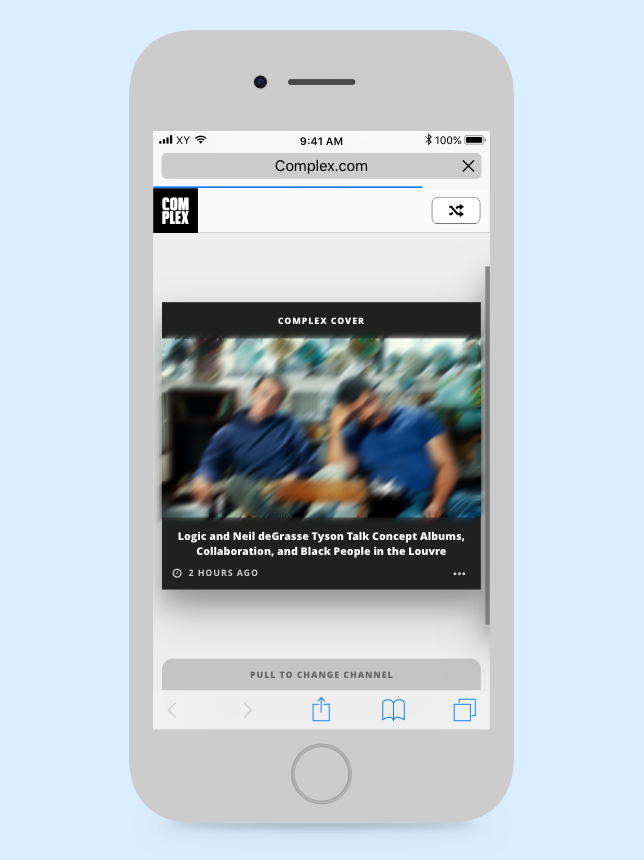 XY
9:41 AM
100%
Complex.com
COM
PLEX
COMPLEX COVER
Logic and Neil deGrasse Tyson Talk Concept Albums,
Collaboration, and Black People in the Louvre
2 HOURS AGO
PULL TO CHANGE CHANNEL